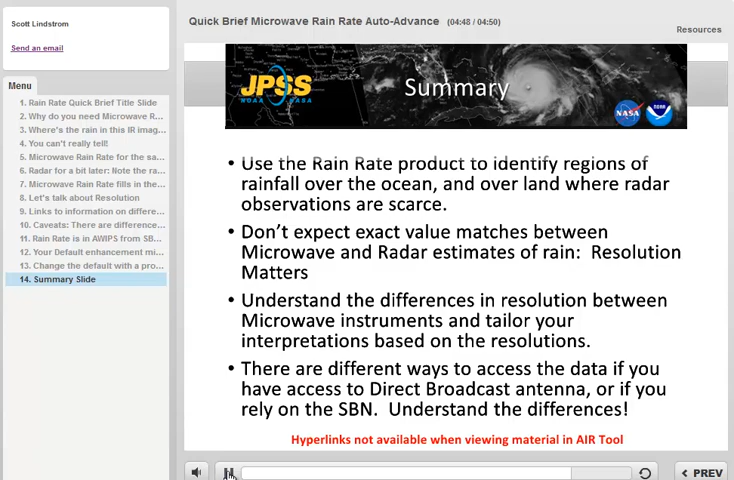 Scott Lindstrom
Send an email
Quick Brief Microwave Rain Rate Auto-Advance (04:48 / 04:50)
Resources
Menu
1. Rain Rate Quick Brief Title Slide
2. Why do you need Microwave R...
3. Where's the rain in this IR imag...
4. You can't really tell!
5. Microwave Rain Rate for the sa...
6. Radar for a bit later: Note the ra...
7. Microwave Rain Rate fills in the...
8. Let's talk about Resolution
9. Links to information on differe...
10. Caveats: There are difference...
11. Rain Rate is in AWIPS from SB...
12. Your Default enhancement mi...
13. Change the default with a pro...
14. Summary Slide
JPSS
NOAA NASA
Summary
NASA
NOAA
• Use the Rain Rate product to identify regions of
rainfall over the ocean, and over land where radar
observations are scarce.
• Don't expect exact value matches between
Microwave and Radar estimates of rain: Resolution
Matters
• Understand the differences in resolution between
Microwave instruments and tailor your
interpretations based on the resolutions.
• There are different ways to access the data if you
have access to Direct Broadcast antenna, or if you
rely on the SBN. Understand the differences!
Hyperlinks not available when viewing material in AIR Tool
PREV